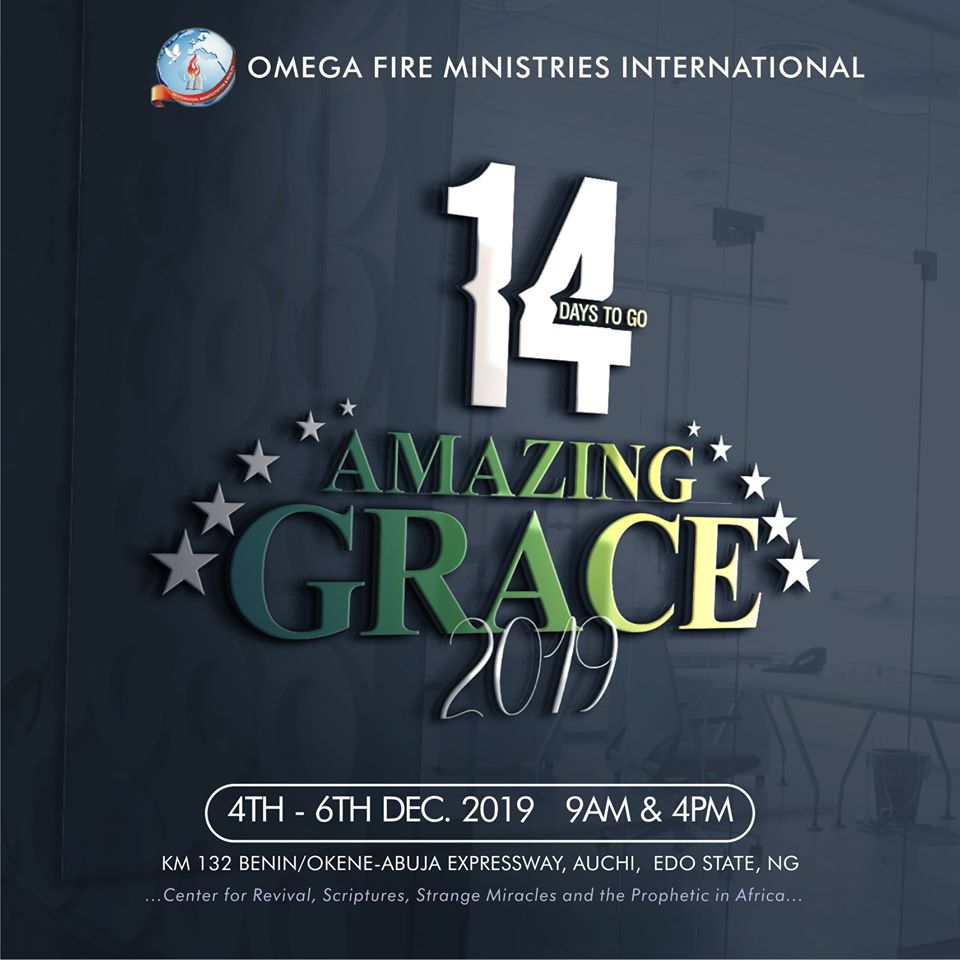 OMEGA FIRE MINISTRIES INTERNATIONAL
14
DAYS TO GO
AMAZING
GRACE
2019
4TH - 6TH DEC. 2019 9AM & 4PM
KM 132 BENIN/OKENE-ABUJA EXPRESSWAY, AUCHI, EDO STATE, NG
...Center for Revival, Scriptures, Strange Miracles and the Prophetic in Africa...